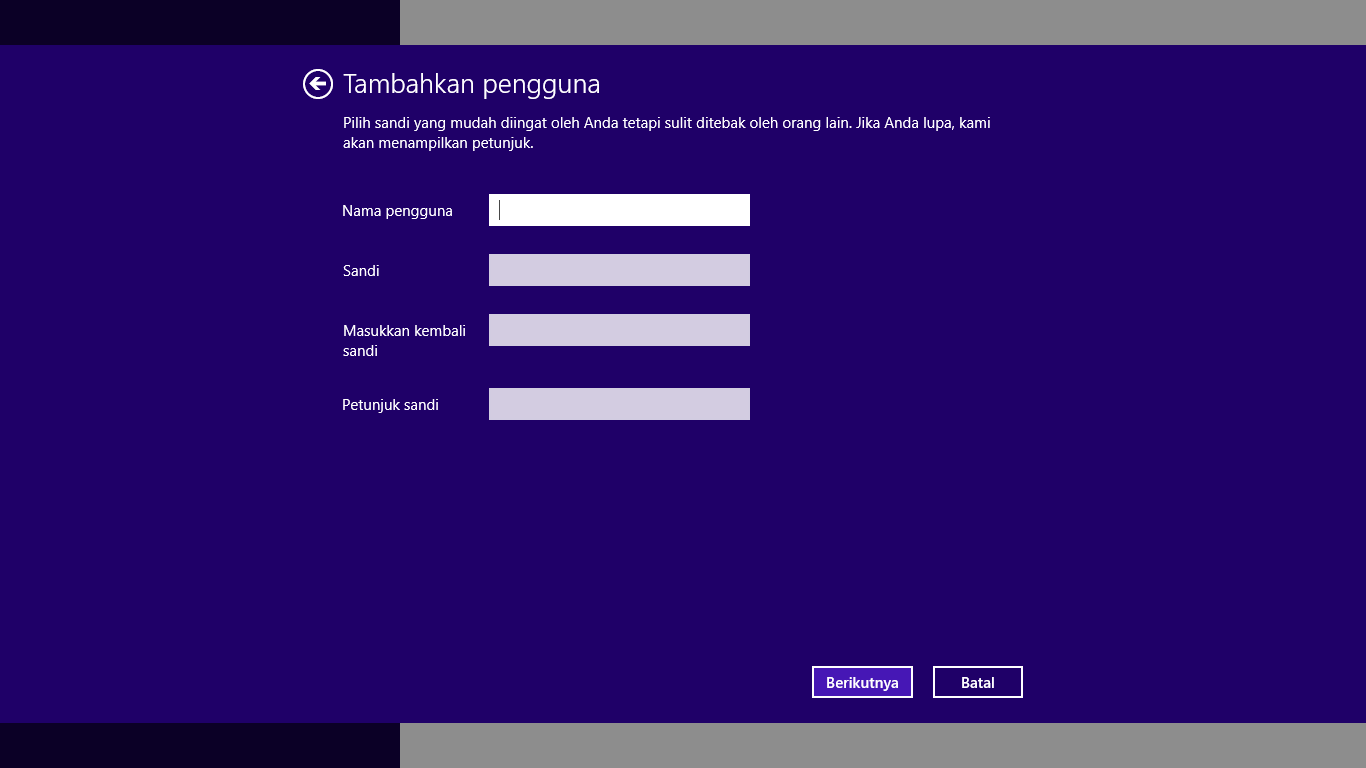 Tambahkan pengguna
Pilih sandi yang mudah diingat oleh Anda tetapi sulit ditebak oleh orang lain. Jika Anda lupa, kami
akan menampilkan petunjuk.
Nama pengguna
Sandi
Masukkan kembali
sandi
Petunjuk sandi
Berikutnya
Batal